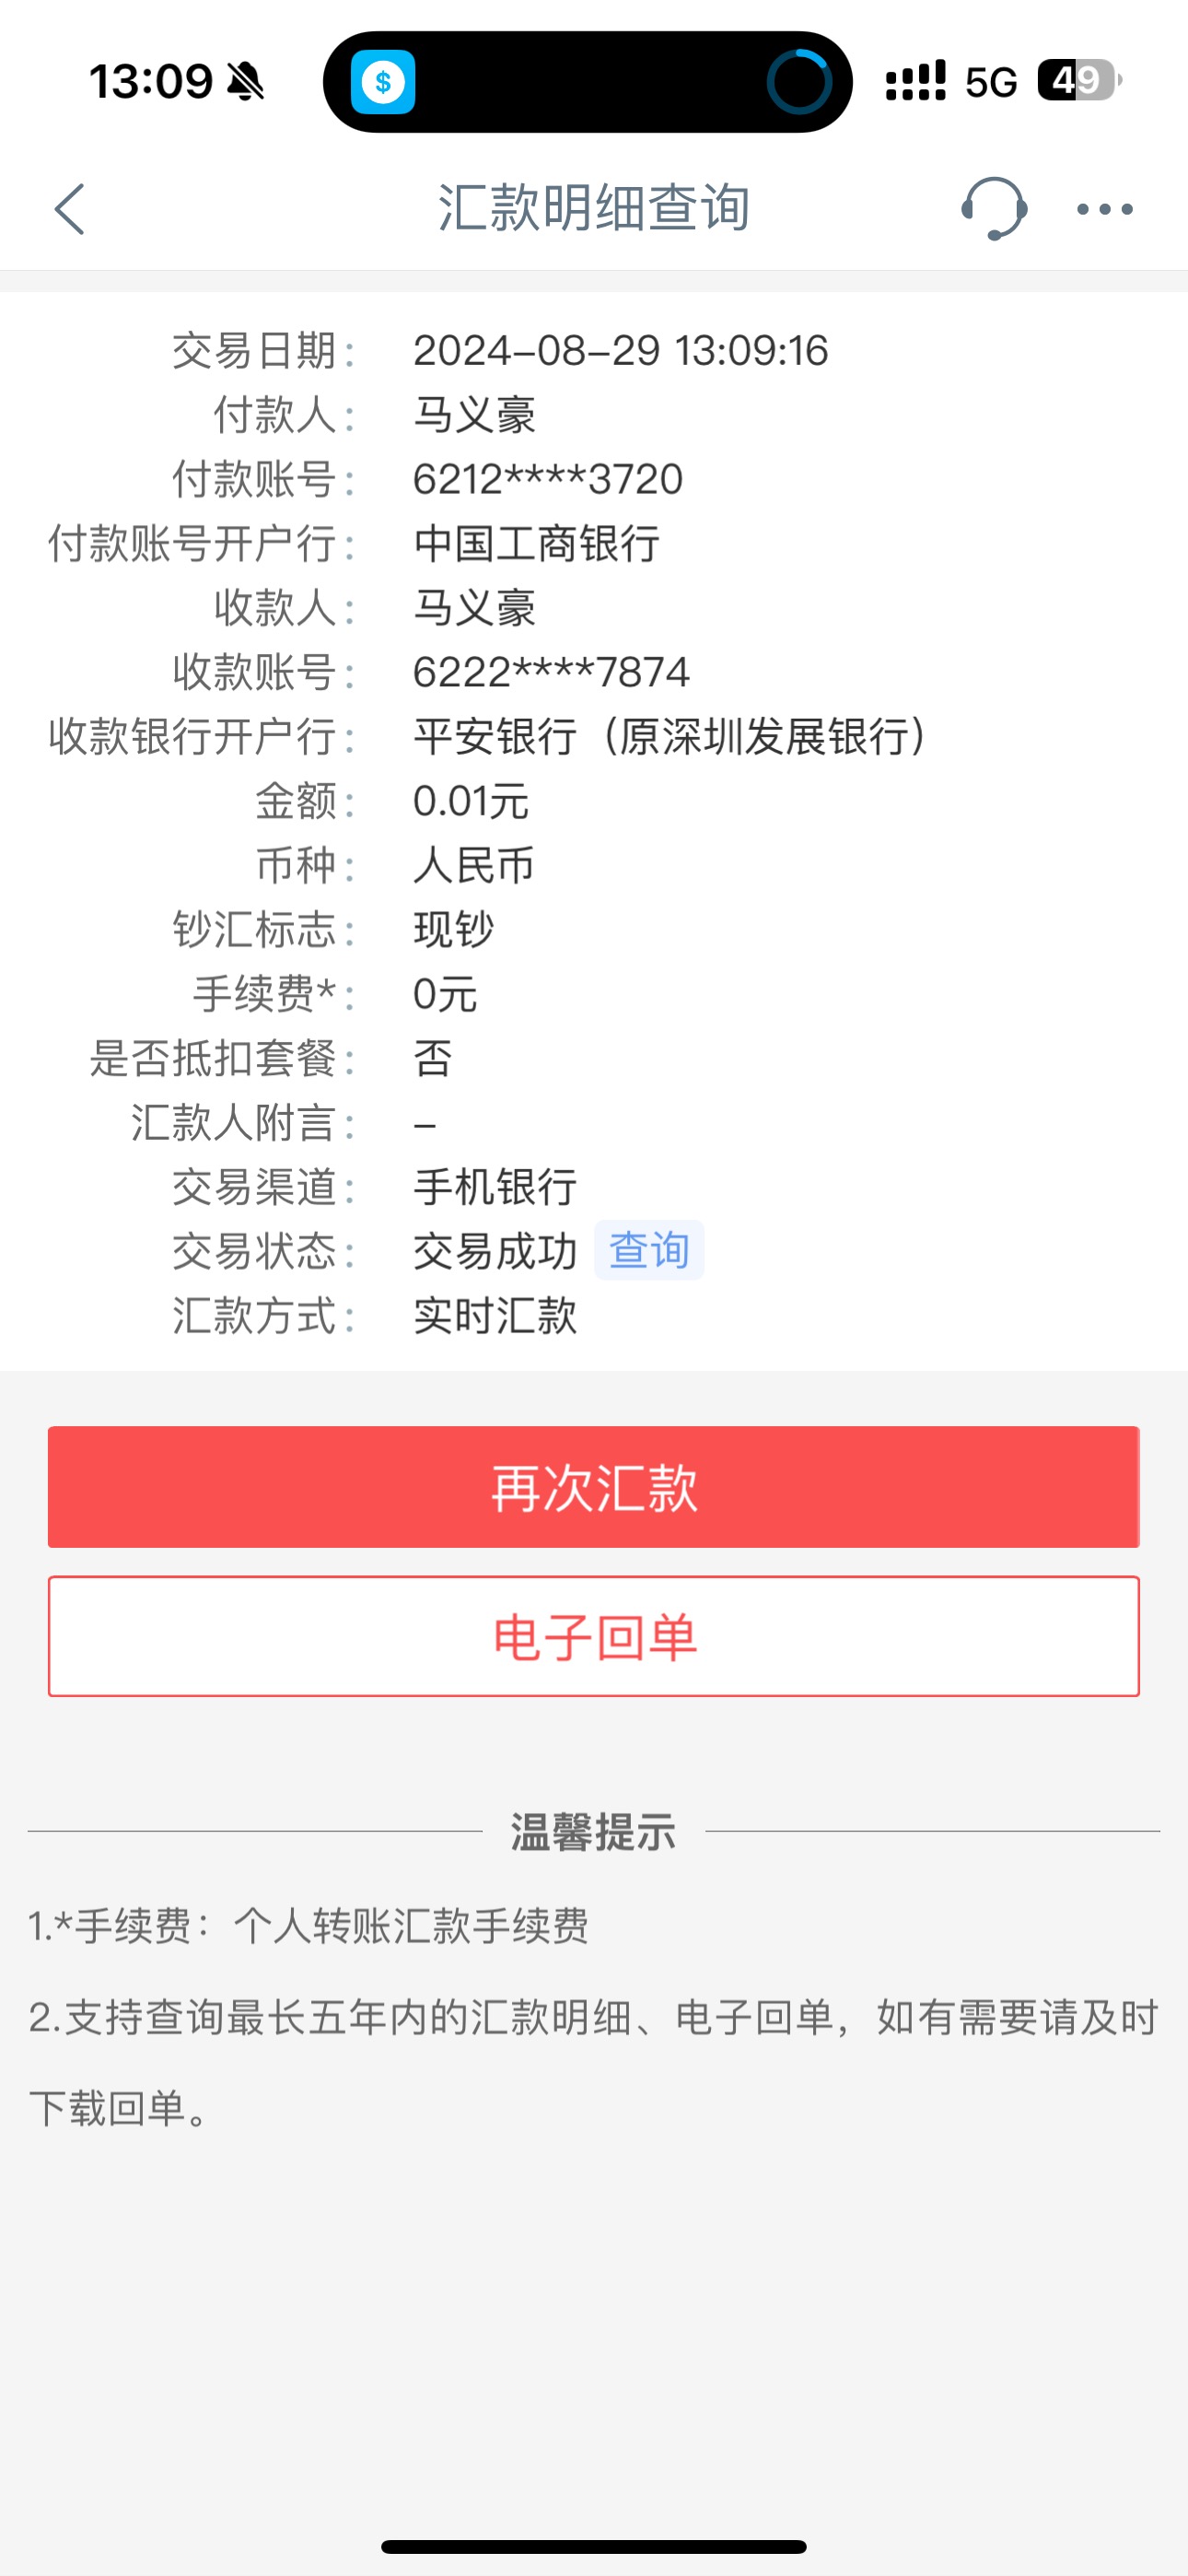 13:09 5G 49
$
汇款明细查询
交易日期： 2024-08-29 13:09:16
付款人： 马义豪
付款账号： 6212****3720
付款账号开户行： 中国工商银行
收款人： 马义豪
收款账号： 6222****7874
收款银行开户行： 平安银行（原深圳发展银行）
金额： 0.01元
币种： 人民币
钞汇标志： 现钞
手续费*： 0元
是否抵扣套餐： 否
汇款人附言： –
交易渠道： 手机银行
交易状态： 交易成功 查询
汇款方式： 实时汇款
再次汇款
电子回单
温馨提示
1.*手续费：个人转账汇款手续费
2.支持查询最长五年内的汇款明细、电子回单，如有需要请及时
下载回单。